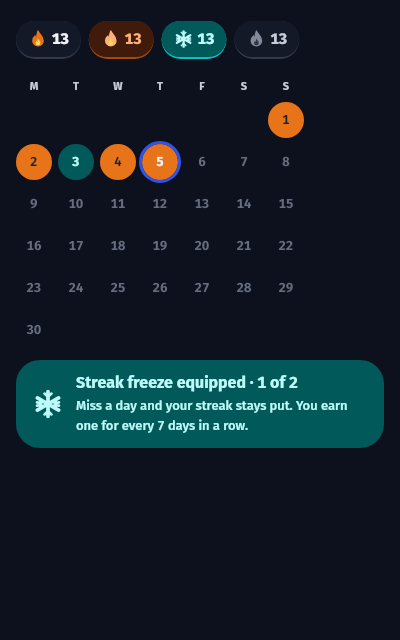 13 13 13 13
M T W T F S S
1
2 3 4 5 6 7 8
9 10 11 12 13 14 15
16 17 18 19 20 21 22
23 24 25 26 27 28 29
30
Streak freeze equipped · 1 of 2
Miss a day and your streak stays put. You earn
one for every 7 days in a row.